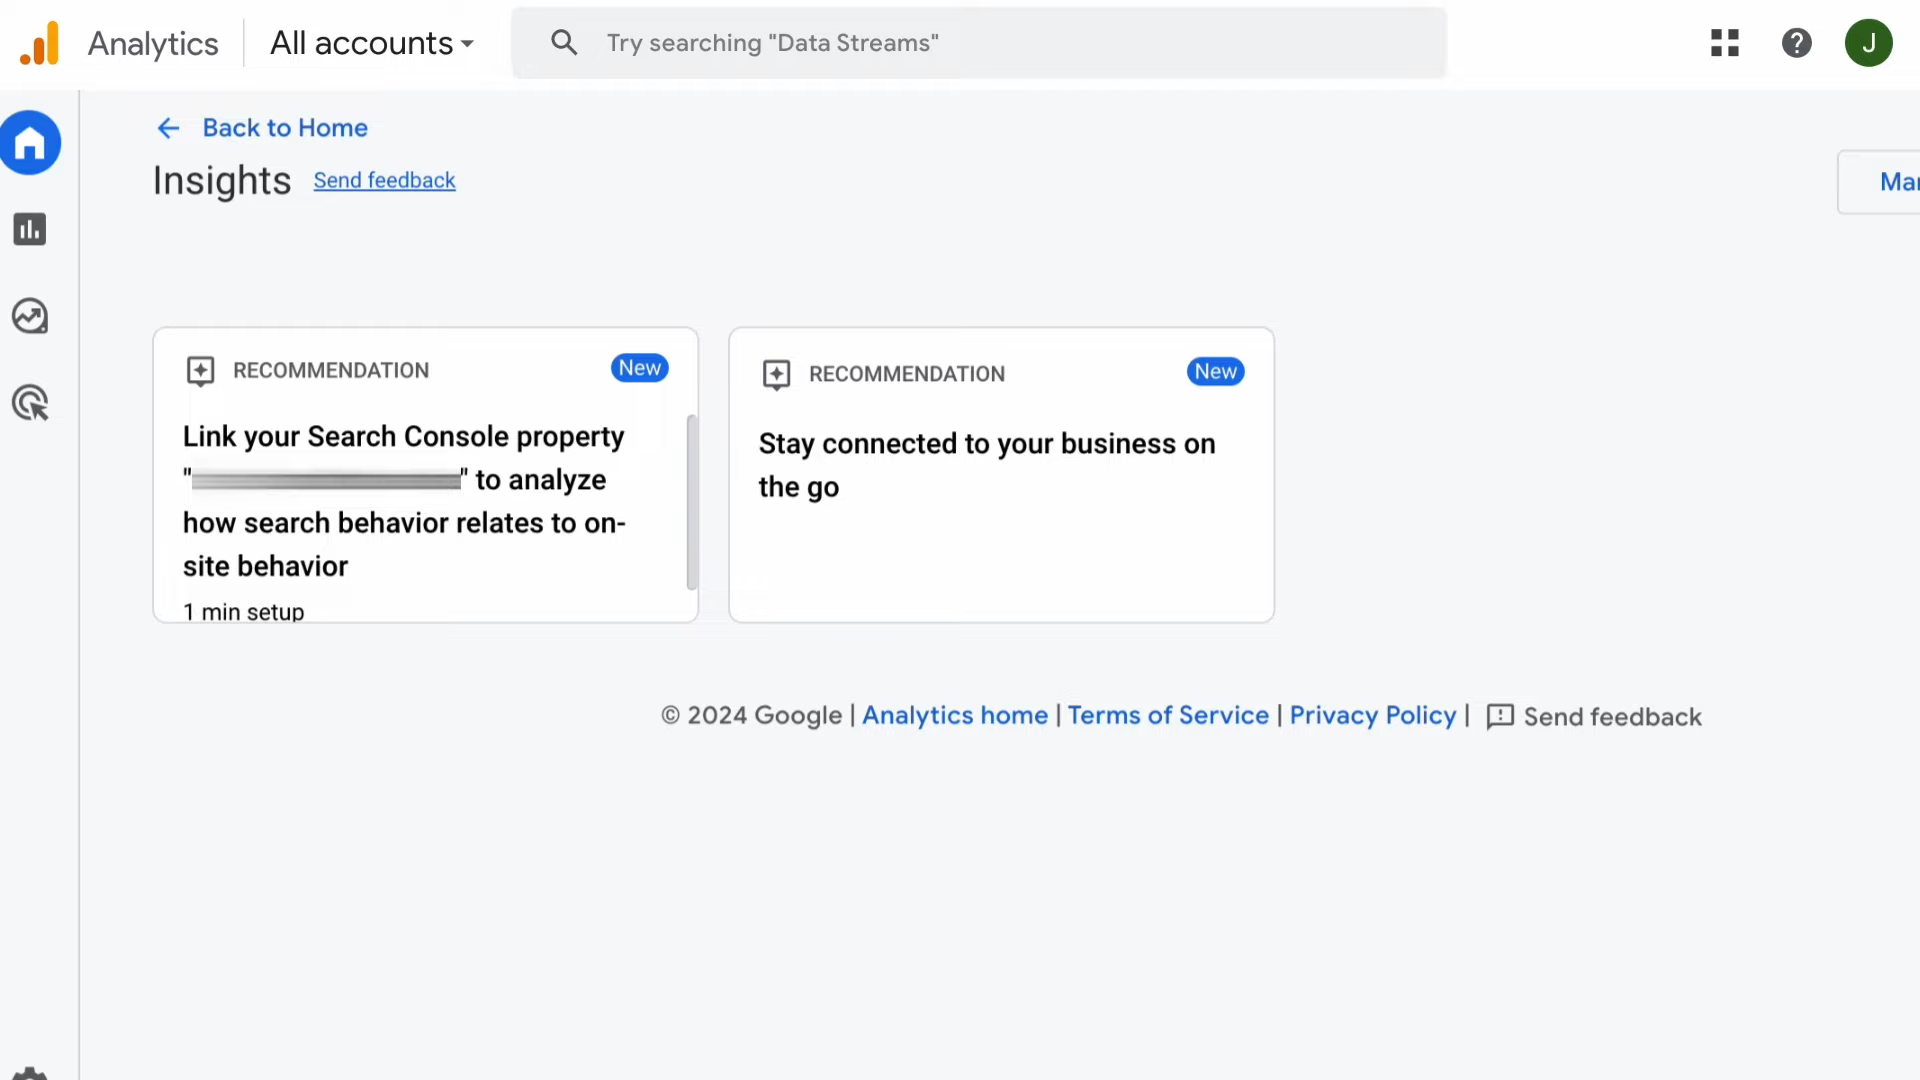 Analytics
All accounts
Try searching "Data Streams"
J
Back to Home
Insights
Send feedback
RECOMMENDATION
New
Link your Search Console property
" " to analyze
how search behavior relates to on-
site behavior
1 min setup
RECOMMENDATION
New
Stay connected to your business on
the go
© 2024 Google | Analytics home | Terms of Service | Privacy Policy | Send feedback